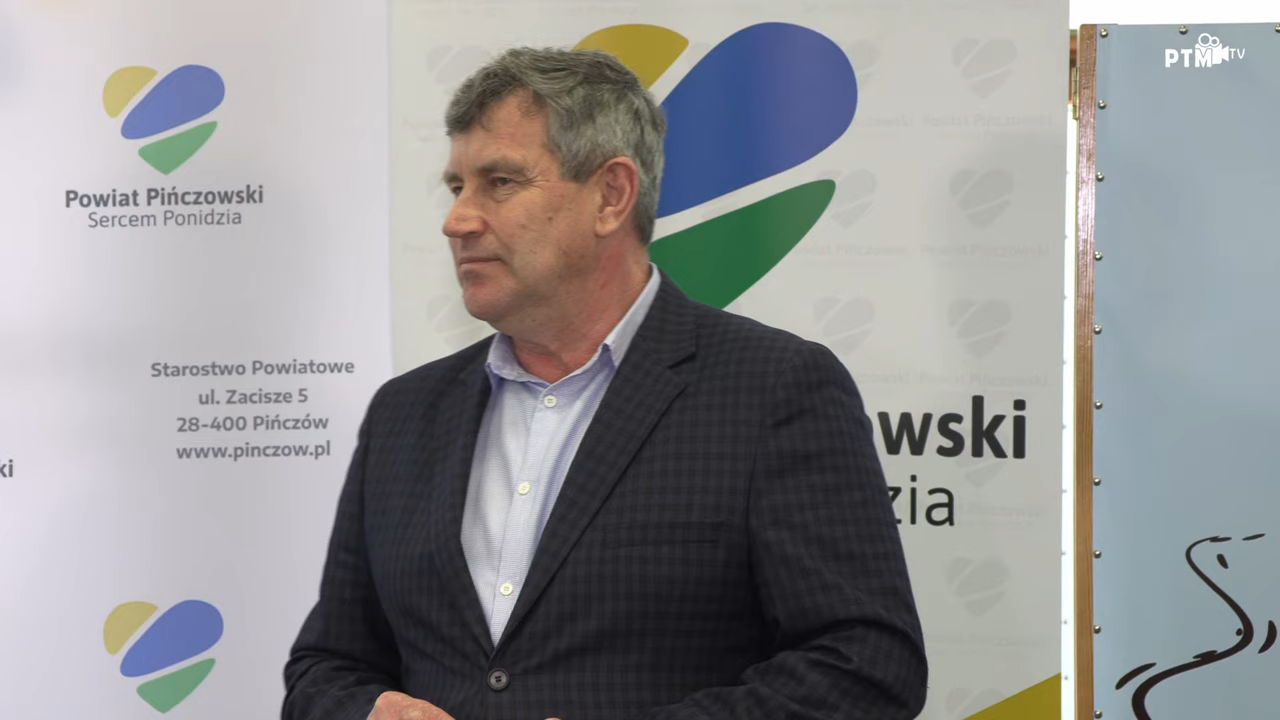 PTM TV
Powiat Pińczowski
Sercem Ponidzia
Starostwo Powiatowe
ul. Zacisze 5
28-400 Pińczów
www.pinczow.pl
ki
wski
zia